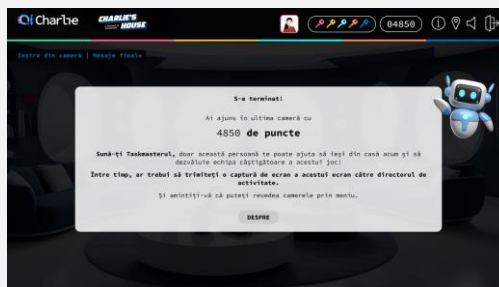 Qi Charlie
CHARLIE'S HOUSE
04850
Ieșire din cameră | Mesaje finale
S-a terminat!
Ai ajuns în ultima cameră cu
4850 de puncte
Sună-ți Taskmasterul, doar această persoană te poate ajuta să ieși din casă acum și să
dezvăluie echipa câștigătoare a acestui joc!
Între timp, ar trebui să trimiteți o captură de ecran a acestui ecran către directorul de
activitate.
Și amintiți-vă că puteți revedea camerele prin meniu.
DESPRE